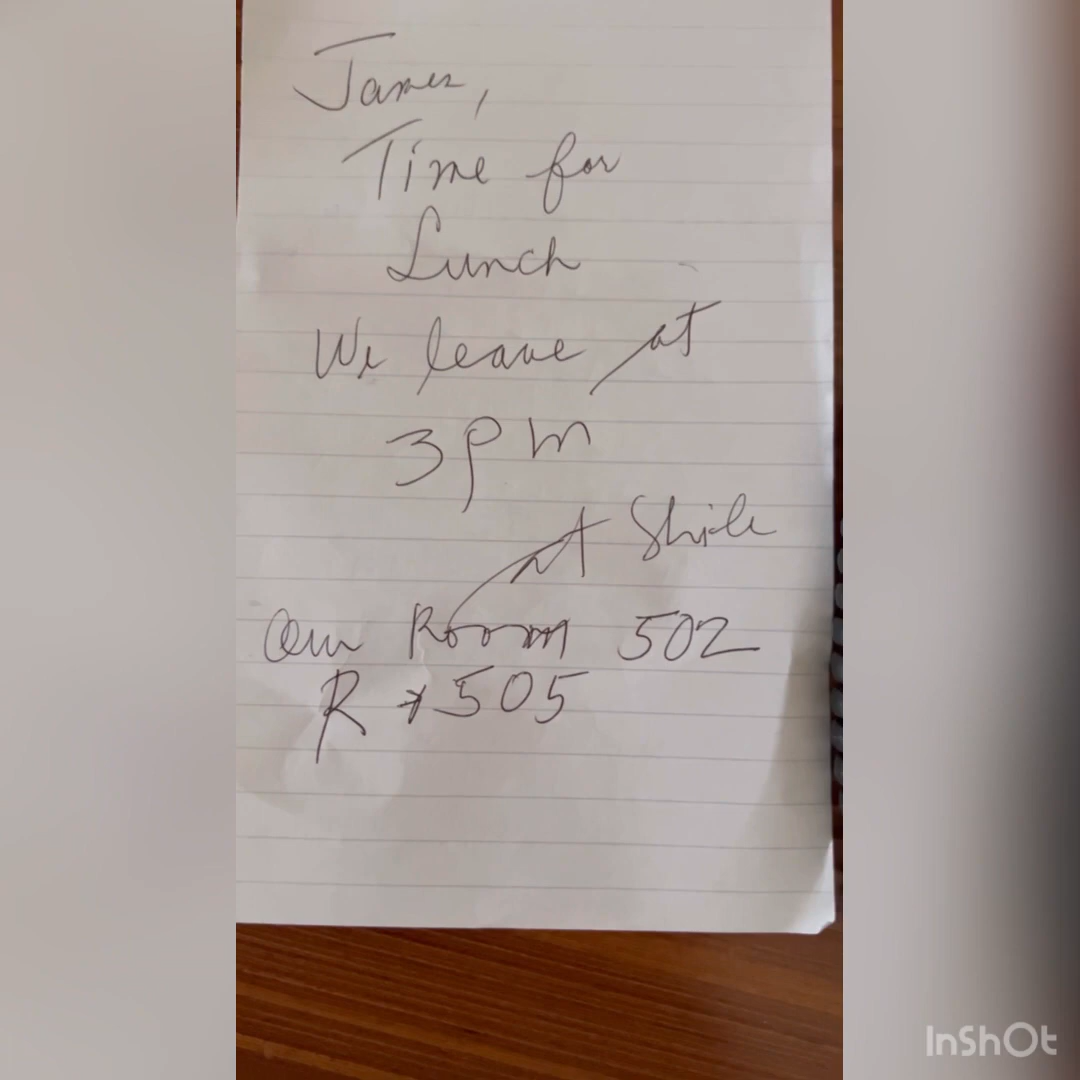 James,
Time for
Lunch
We leave at
3pm
at
Our Room 502
R 505
InShOt